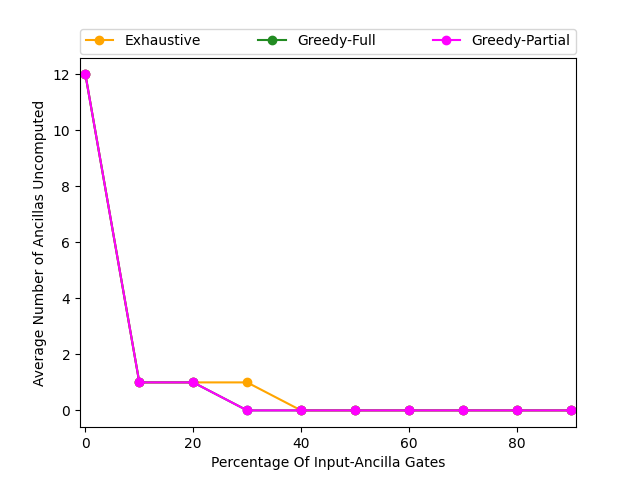 Exhaustive Greedy-Full Greedy-Partial
Average Number of Ancillas Uncomputed
12
10
8
6
4
2
0
0 20 40 60 80
Percentage Of Input-Ancilla Gates